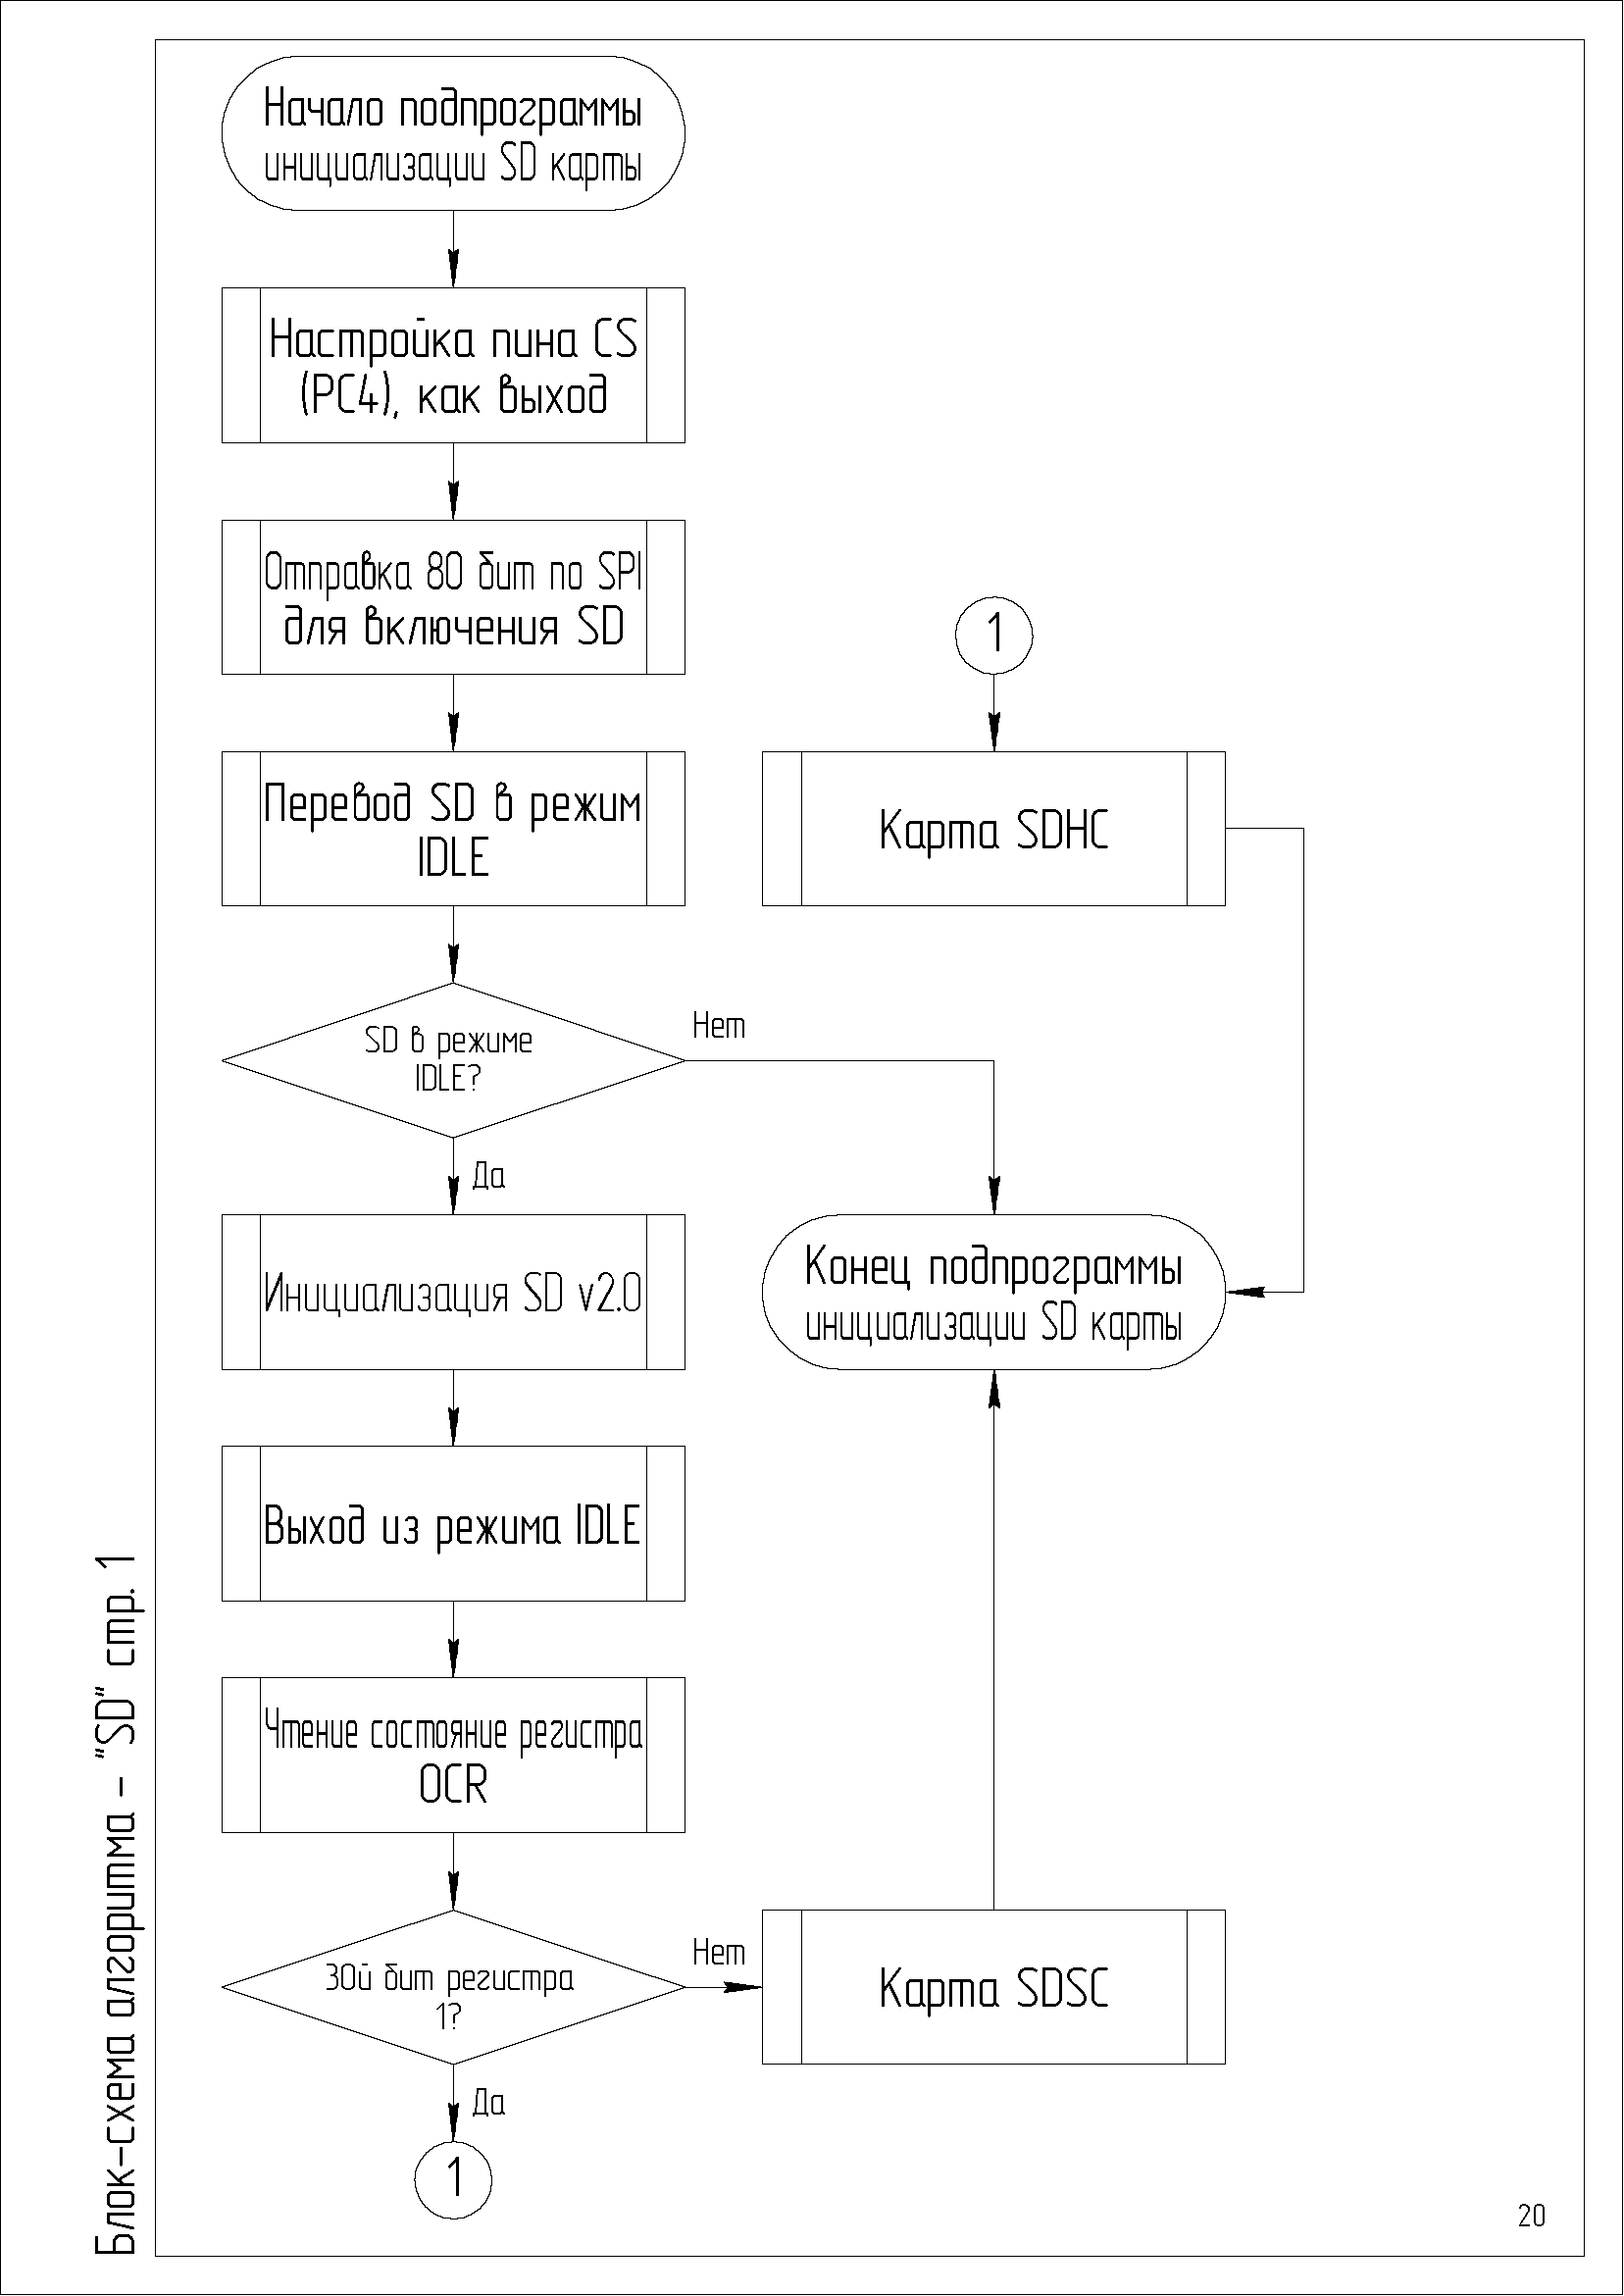 Блок-схема алгоритма - "SD" стр. 1
Начало подпрограммы
инициализации SD карты
Настройка пина CS
(PC4), как выход
Отправка 80 бит по SPI
для включения SD
Перевод SD в режим
IDLE
SD в режиме
IDLE?
Нет
Да
Инициализация SD v2.0
Выход из режима IDLE
Чтение состояние регистра
OCR
30й бит регистра
1?
Нет
Да
1
1
Карта SDHC
Конец подпрограммы
инициализации SD карты
Карта SDSC
20